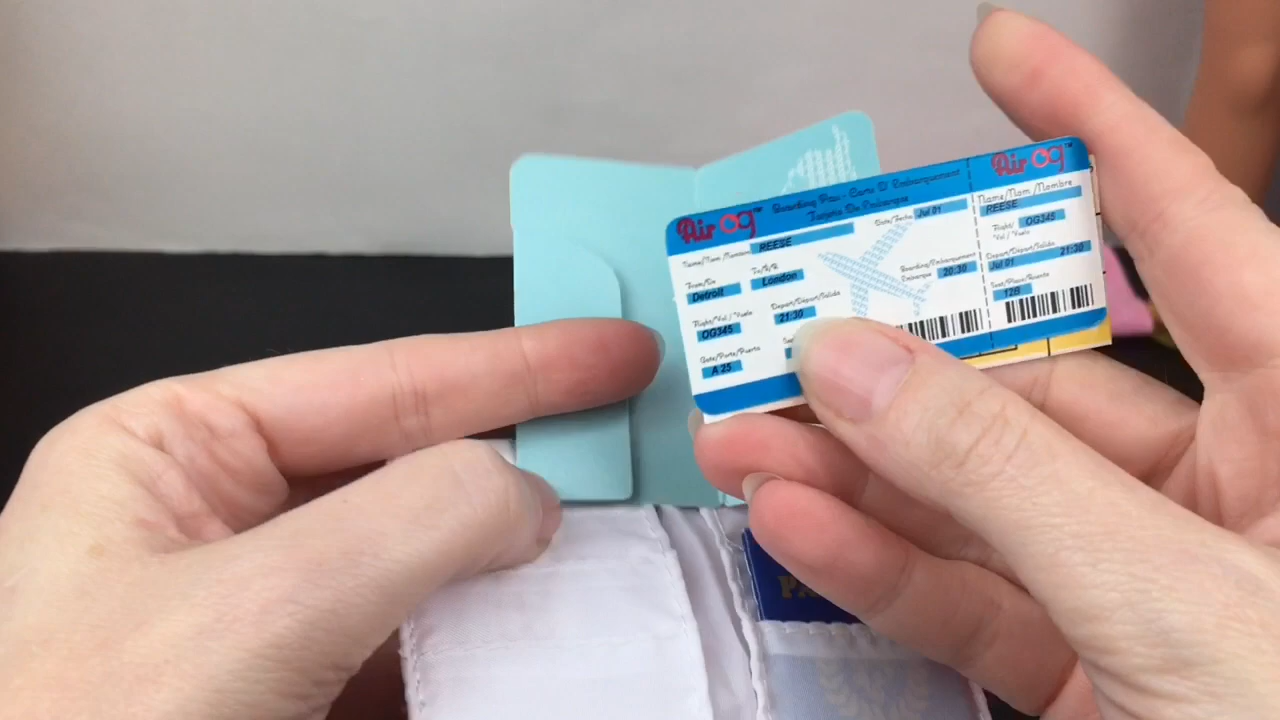 Air OG™ Boarding Pass - Carte D' Embarquement
Tarjeta De Embarque
Name/Nom/Nombre REESE
Date/Fecha Jul 01
From/De
Detroit
To/A/A
London
Boarding/Embarquement
Embarque 20:30
Flight/Vol/Vuelo
OG345
Depart/Départ/Salida
21:30
Gate/Porte/Puerta
A 25
Air OG™
Name/Nom/Nombre
REESE
Flight/
Vol/Vuelo
OG345
Depart/Départ/Salida
Jul 01 21:30
Seat/Place/Asiento
12B